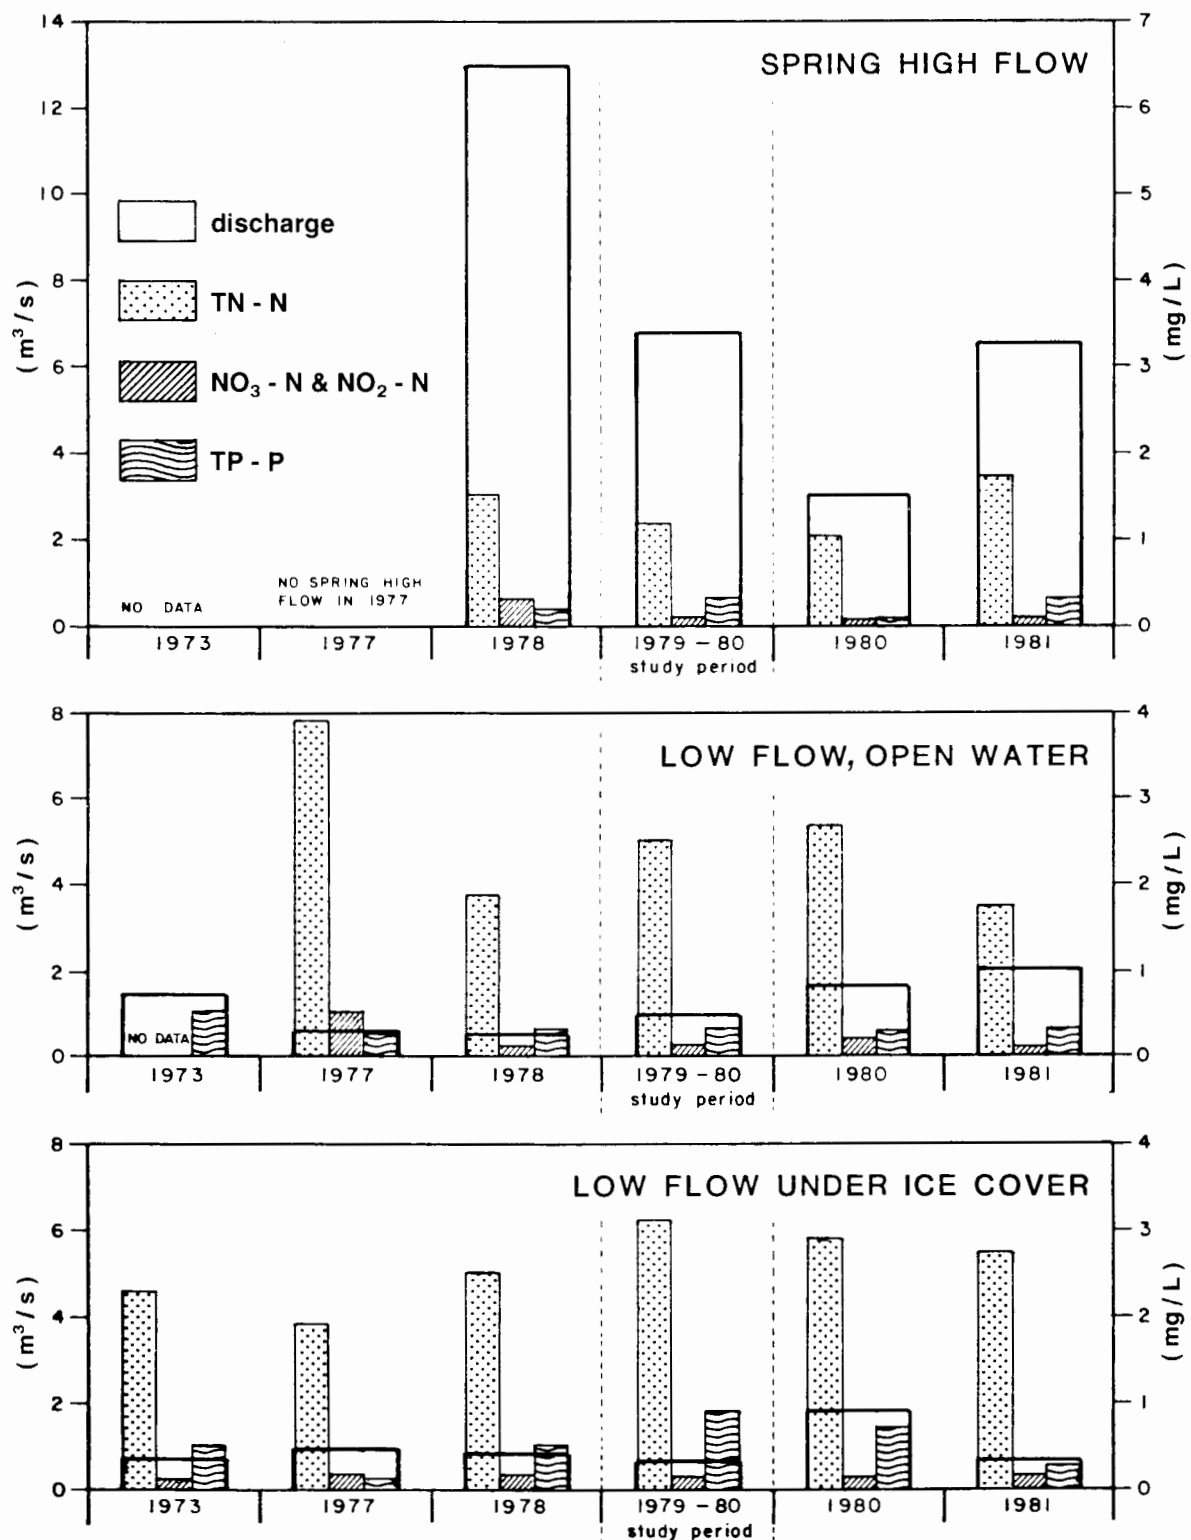 SPRING HIGH FLOW
14
12
10
8
6
4
2
0
(m³/s)
7
6
5
4
3
2
1
0
(mg/L)
discharge
TN - N
NO₃ - N & NO₂ - N
TP - P
NO DATA
NO SPRING HIGH
FLOW IN 1977
1973 1977 1978 1979 - 80 1980 1981
study period
LOW FLOW, OPEN WATER
8
6
4
2
0
(m³/s)
4
3
2
1
0
(mg/L)
NO DATA
1973 1977 1978 1979 - 80 1980 1981
study period
LOW FLOW UNDER ICE COVER
8
6
4
2
0
(m³/s)
4
3
2
1
0
(mg/L)
1973 1977 1978 1979 - 80 1980 1981
study period